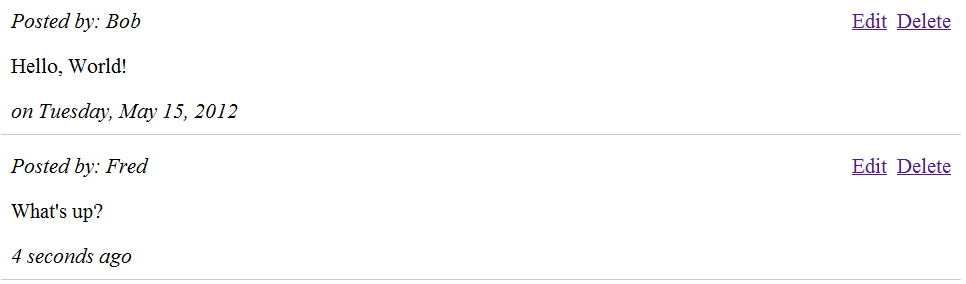 Posted by: Bob Edit Delete
Hello, World!
on Tuesday, May 15, 2012
Posted by: Fred Edit Delete
What's up?
4 seconds ago